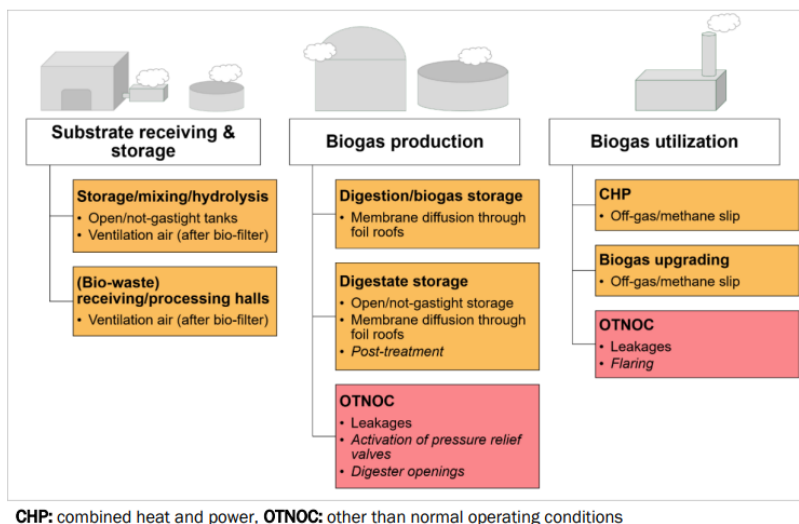 Substrate receiving &
storage
Storage/mixing/hydrolysis
• Open/not-gastight tanks
• Ventilation air (after bio-filter)
(Bio-waste)
receiving/processing halls
• Ventilation air (after bio-filter)
Biogas production
Digestion/biogas storage
• Membrane diffusion through
foil roofs
Digestate storage
• Open/not-gastight storage
• Membrane diffusion through
foil roofs
• Post-treatment
OTNOC
• Leakages
• Activation of pressure relief
valves
• Digester openings
Biogas utilization
CHP
• Off-gas/methane slip
Biogas upgrading
• Off-gas/methane slip
OTNOC
• Leakages
• Flaring
CHP: combined heat and power, OTNOC: other than normal operating conditions